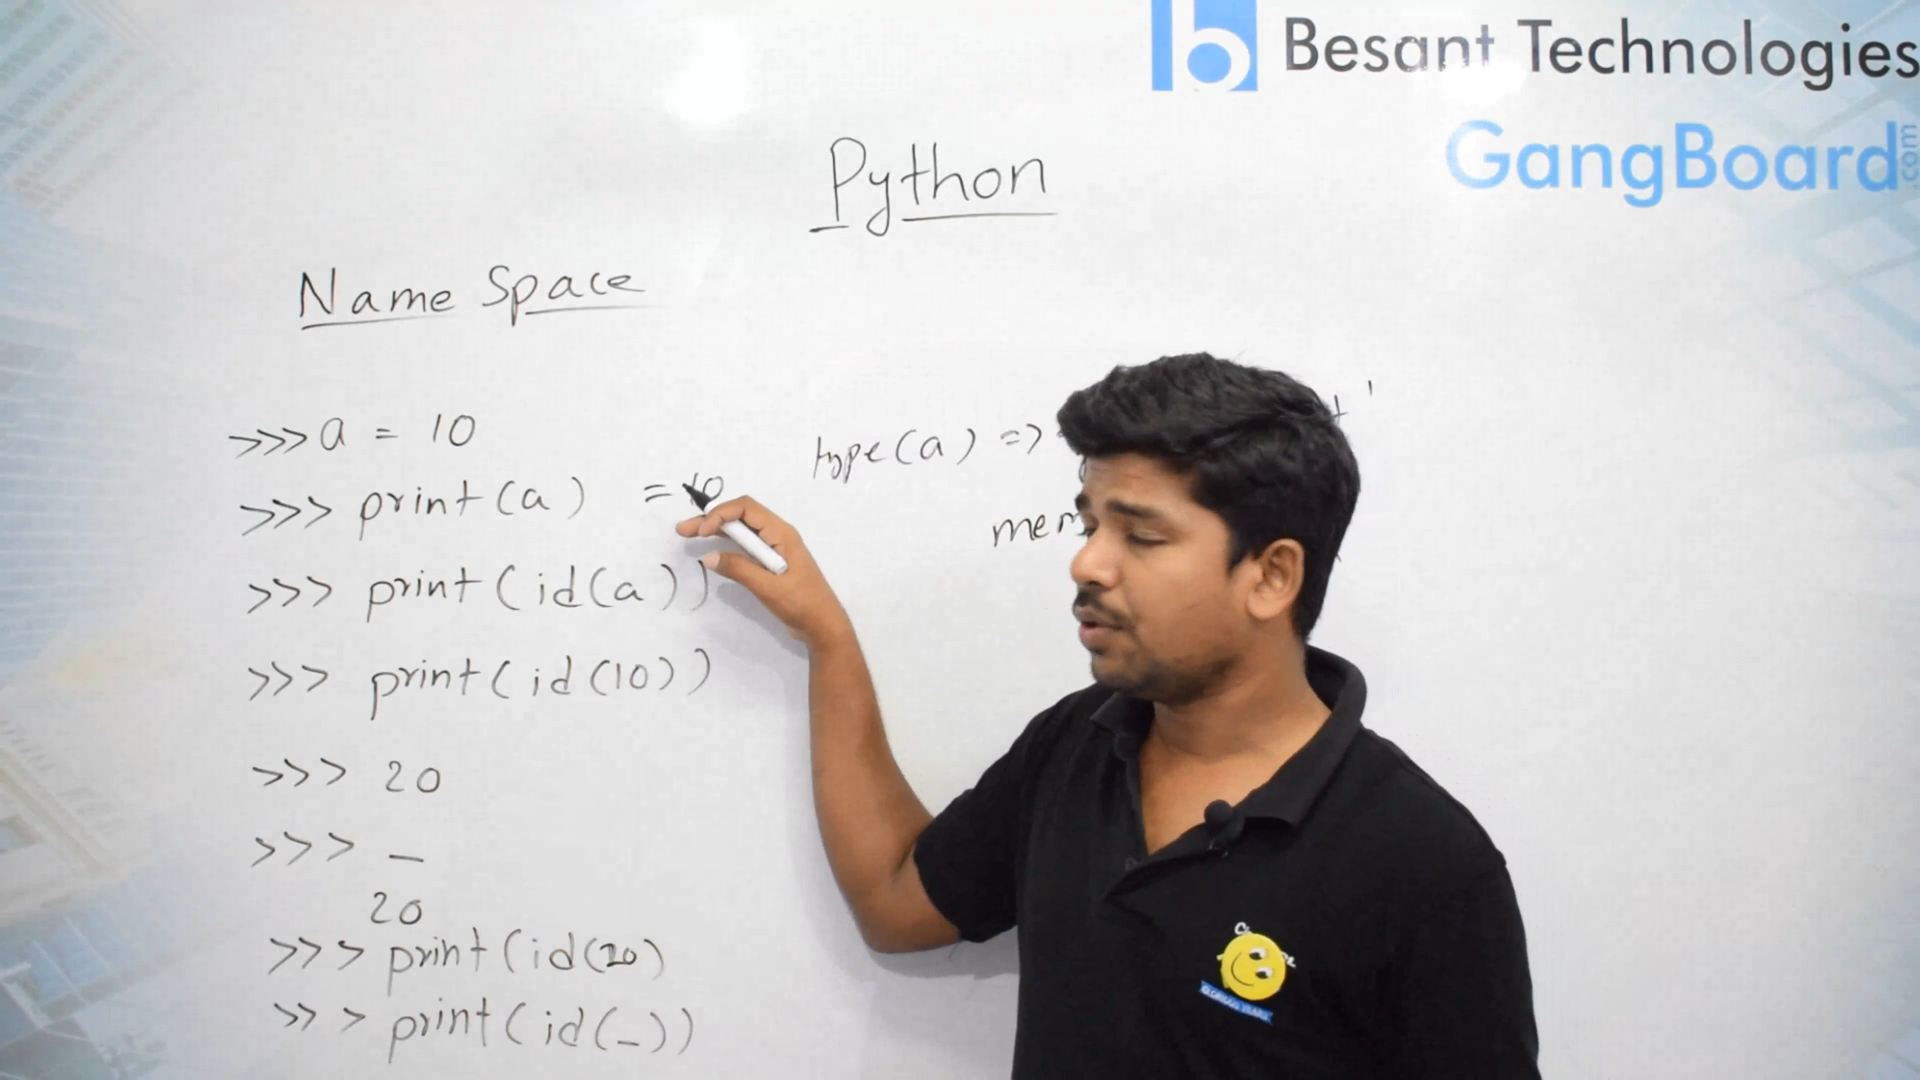 Besant Technologies
GangBoard.com
Python
Name Space
>>> a = 10
>>> print(a) = 10
type(a) =>
>>> print(id(a))
>>> print(id(10))
>>> 20
>>> _
20
>>> print(id(20)
>>> print(id(_))